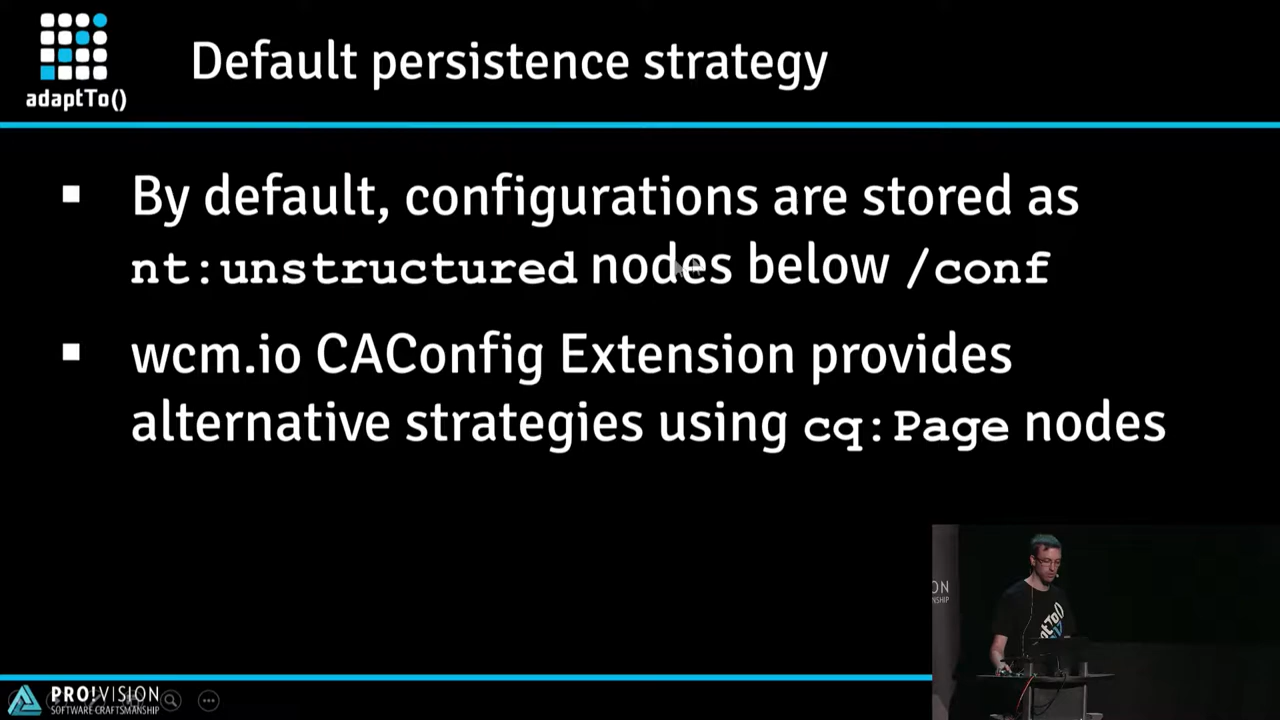 adaptTo()
Default persistence strategy
By default, configurations are stored as
nt:unstructured nodes below /conf
wcm.io CAConfig Extension provides
alternative strategies using cq:Page nodes
PRO!VISION
SOFTWARE CRAFTSMANSHIP